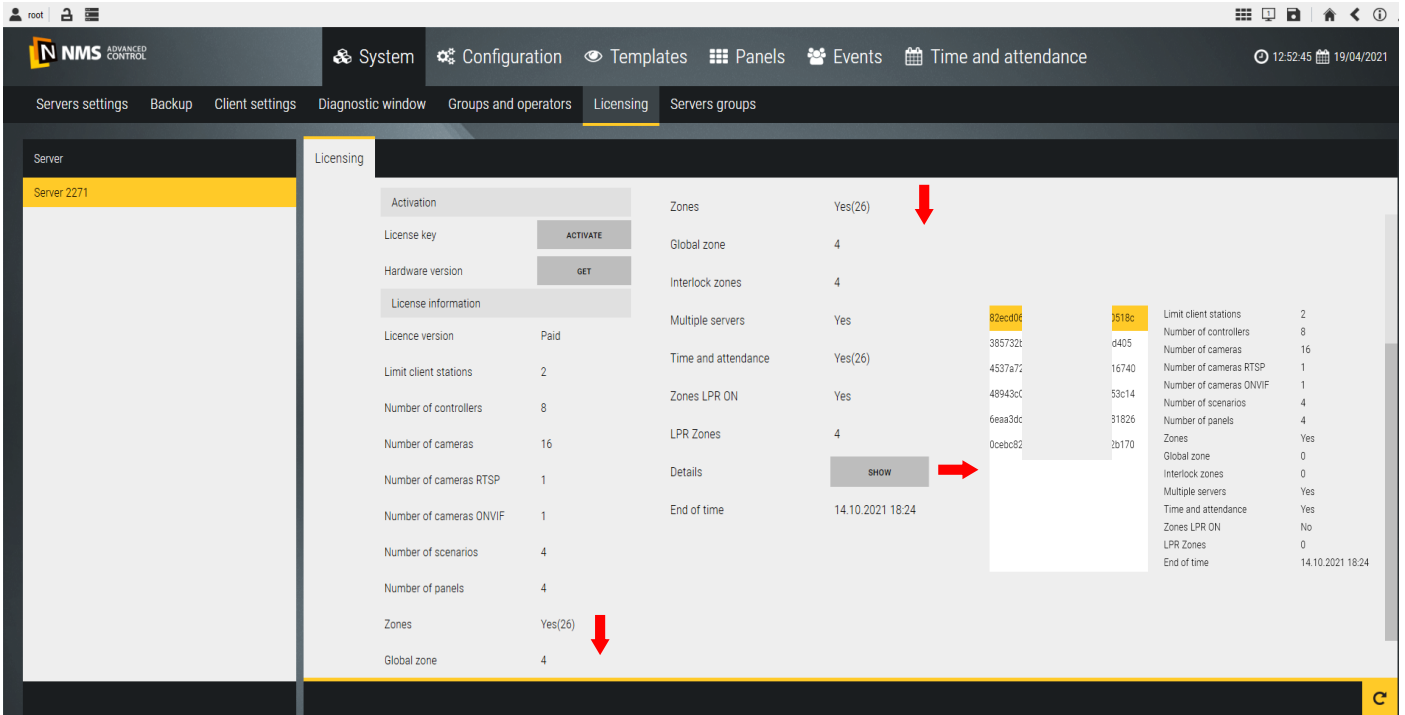 root
1
NMS ADVANCED CONTROL
System Configuration Templates Panels Events Time and attendance
12:52:45 19/04/2021
Servers settings Backup Client settings Diagnostic window Groups and operators Licensing Servers groups
Server
Server 2271
Licensing
Activation
License key ACTIVATE
Hardware version GET
License information
Licence version Paid
Limit client stations 2
Number of controllers 8
Number of cameras 16
Number of cameras RTSP 1
Number of cameras ONVIF 1
Number of scenarios 4
Number of panels 4
Zones Yes(26)
Global zone 4
Zones Yes(26)
Global zone 4
Interlock zones 4
Multiple servers Yes
Time and attendance Yes(26)
Zones LPR ON Yes
LPR Zones 4
Details SHOW
End of time 14.10.2021 18:24
82ecd06 0518c
385732b d405
4537a72 16740
48943c0 53c14
6eaa3dc 81826
0cebc82 2b170
Limit client stations 2
Number of controllers 8
Number of cameras 16
Number of cameras RTSP 1
Number of cameras ONVIF 1
Number of scenarios 4
Number of panels 4
Zones Yes
Global zone 0
Interlock zones 0
Multiple servers Yes
Time and attendance Yes
Zones LPR ON No
LPR Zones 0
End of time 14.10.2021 18:24